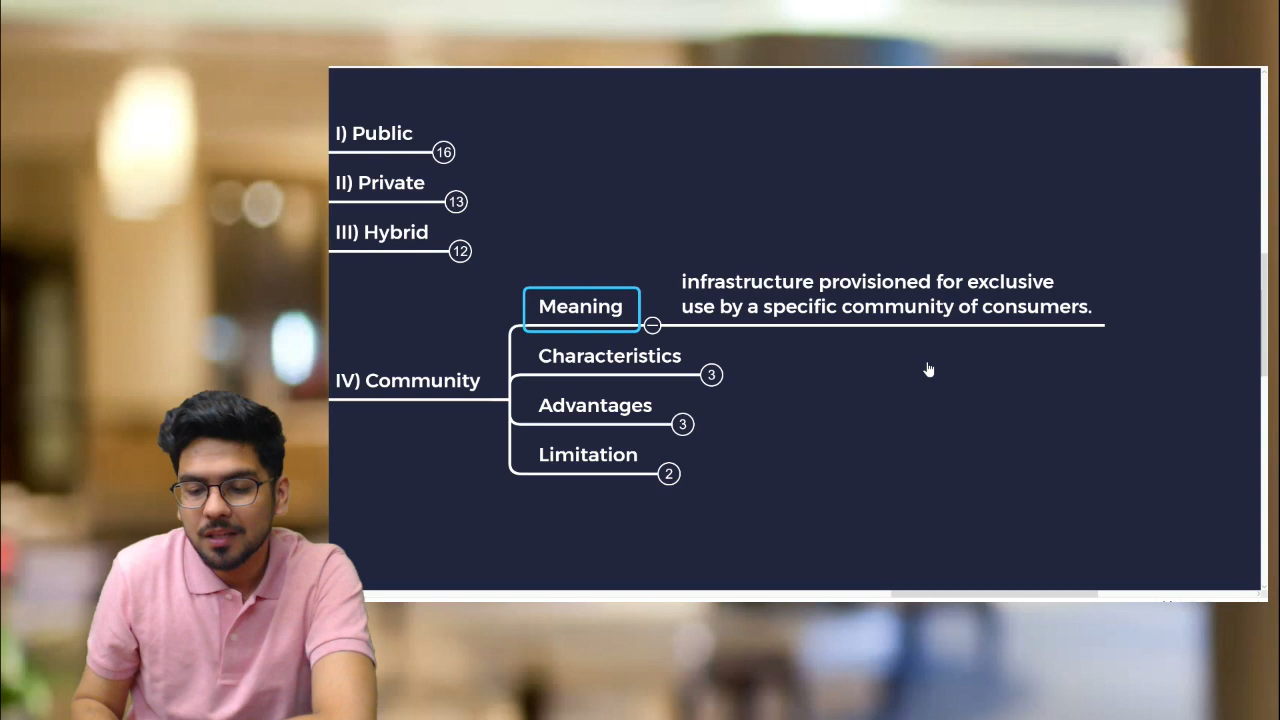 I) Public
16
II) Private
13
III) Hybrid
12
IV) Community
Meaning
infrastructure provisioned for exclusive
use by a specific community of consumers.
Characteristics
3
Advantages
3
Limitation
2